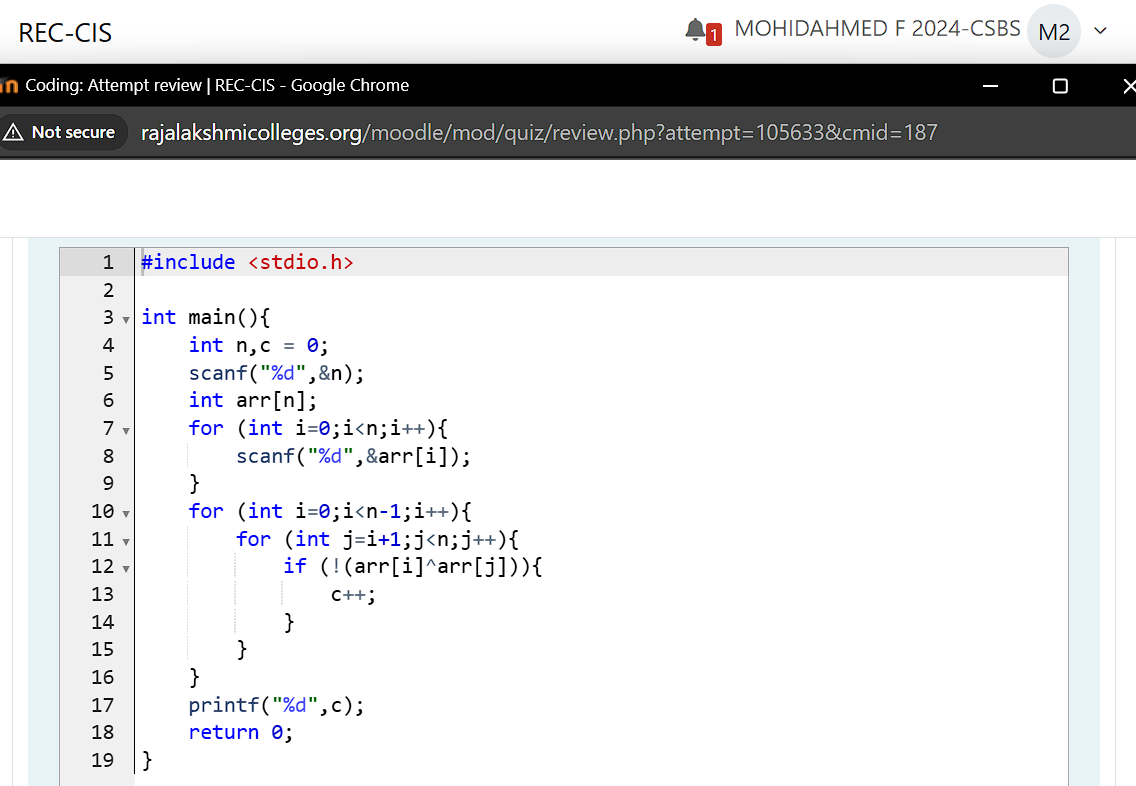 REC-CIS
1 MOHIDAHMED F 2024-CSBS M2
Coding: Attempt review | REC-CIS - Google Chrome
Not secure rajalakshmicolleges.org/moodle/mod/quiz/review.php?attempt=105633&cmid=187
1 #include <stdio.h>
2
3 int main(){
4     int n,c = 0;
5     scanf("%d",&n);
6     int arr[n];
7     for (int i=0;i<n;i++){
8         scanf("%d",&arr[i]);
9     }
10     for (int i=0;i<n-1;i++){
11         for (int j=i+1;j<n;j++){
12             if (!(arr[i]^arr[j])){
13                 c++;
14             }
15         }
16     }
17     printf("%d",c);
18     return 0;
19 }